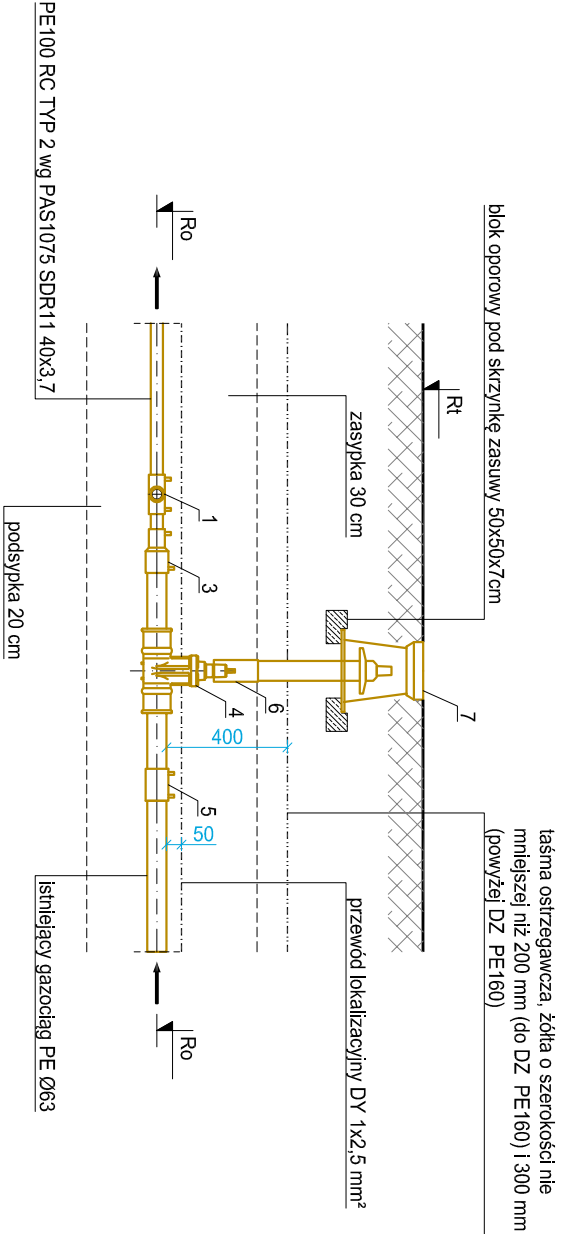 taśma ostrzegawcza, żółta o szerokości nie
mniejszej niż 200 mm (do DZ PE160) i 300 mm
(powyżej DZ PE160)
blok oporowy pod skrzynkę zasuwy 50x50x7cm
Rt
7
zasypka 30 cm
przewód lokalizacyjny DY 1x2,5 mm²
6
4
400
50
Ro
1
3
5
Ro
PE100 RC TYP 2 wg PAS1075 SDR11 40x3,7
podsypka 20 cm
istniejący gazociąg PE Ø63